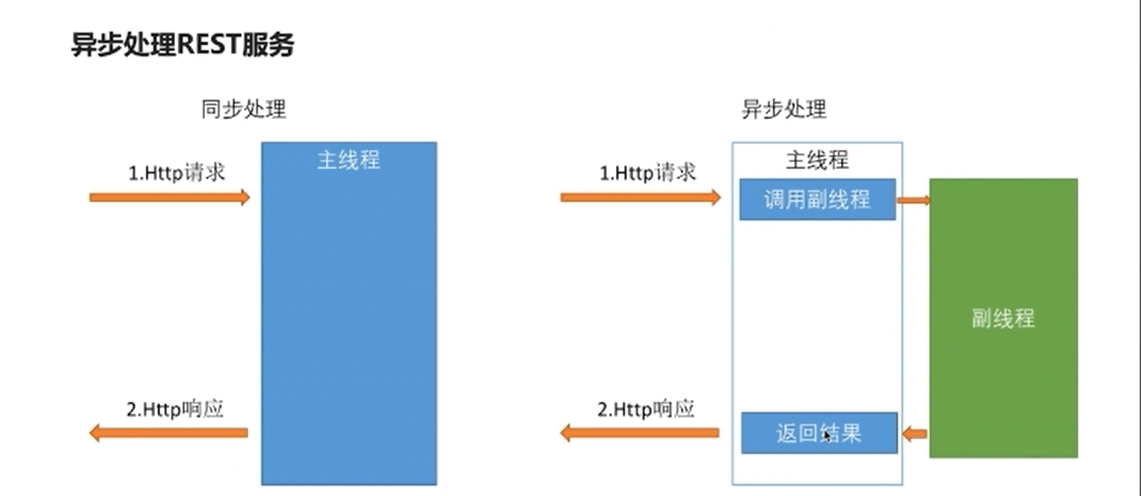 异步处理REST服务
同步处理
异步处理
1.Http请求
主线程
2.Http响应
1.Http请求
主线程
调用副线程
副线程
2.Http响应
返回结果